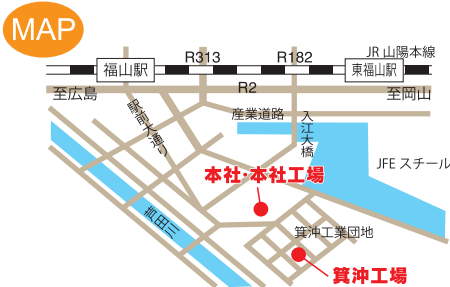 MAP
R313
R182
JR 山陽本線
福山駅
東福山駅
R2
至広島
至岡山
駅前大通り
産業道路
入江大橋
JFE スチール
本社・本社工場
吉田川
箕沖工業団地
箕沖工場